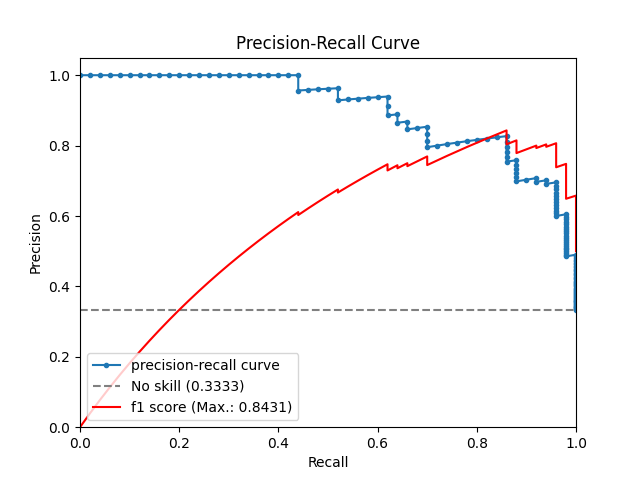 Precision-Recall Curve
1.0
0.8
0.6
0.4
0.2
0.0
Precision
precision-recall curve
No skill (0.3333)
f1 score (Max.: 0.8431)
0.0 0.2 0.4 0.6 0.8 1.0
Recall